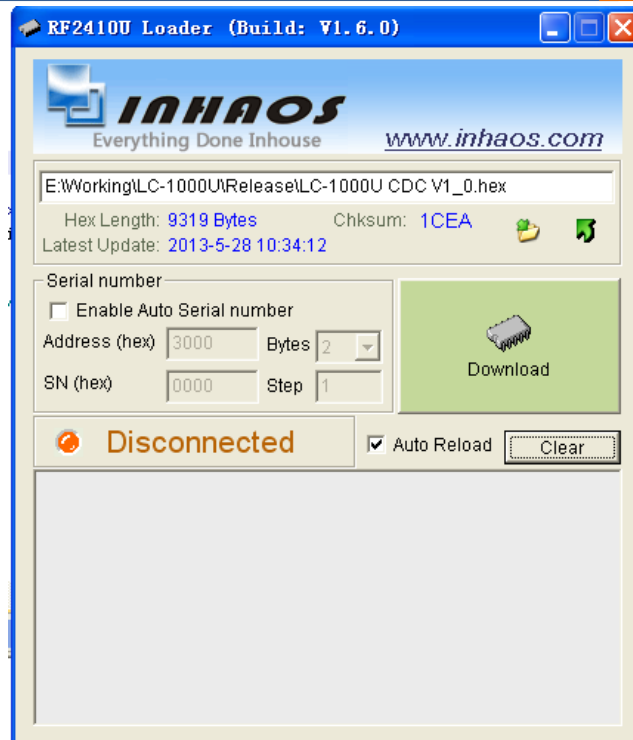 RF2410U Loader (Build: V1.6.0)
INHAOS
Everything Done Inhouse
www.inhaos.com
E:\Working\LC-1000U\Release\LC-1000U CDC V1_0.hex
Hex Length: 9319 Bytes Chksum: 1CEA
Latest Update: 2013-5-28 10:34:12
Serial number
Enable Auto Serial number
Address (hex) 3000 Bytes 2
SN (hex) 0000 Step 1
Download
Disconnected
Auto Reload
Clear